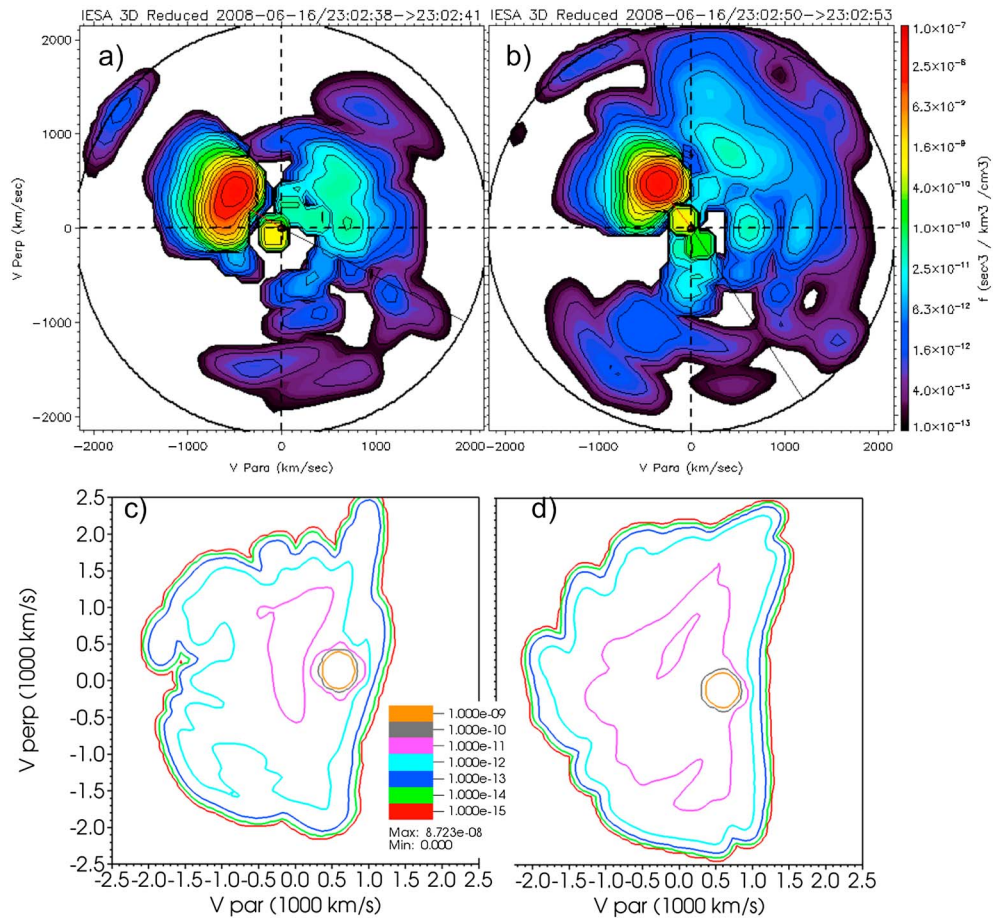 IESA 3D Reduced 2008-06-16/23:02:38->23:02:41
IESA 3D Reduced 2008-06-16/23:02:50->23:02:53
a)
b)
2000
1000
0
-1000
-2000
V Perp (km/sec)
-2000 -1000 0 1000 2000
V Para (km/sec)
-2000 -1000 0 1000 2000
V Para (km/sec)
1.0×10⁻⁷
2.5×10⁻⁸
6.3×10⁻⁹
1.6×10⁻⁹
4.0×10⁻¹⁰
1.0×10⁻¹⁰
2.5×10⁻¹¹
6.3×10⁻¹²
1.6×10⁻¹²
4.0×10⁻¹³
1.0×10⁻¹³
f (sec^3 / km^3 /cm^3)
c)
d)
2.5
2.0
1.5
1.0
0.5
0.0
-0.5
-1.0
-1.5
-2.0
-2.5
V perp (1000 km/s)
1.000e-09
1.000e-10
1.000e-11
1.000e-12
1.000e-13
1.000e-14
1.000e-15
Max: 8.723e-08
Min: 0.000
-2.0 -1.5 -1.0 -0.5 0.0 0.5 1.0 1.5 2.0 2.5
V par (1000 km/s)
-2.0 -1.5 -1.0 -0.5 0.0 0.5 1.0 1.5 2.0 2.5
V par (1000 km/s)